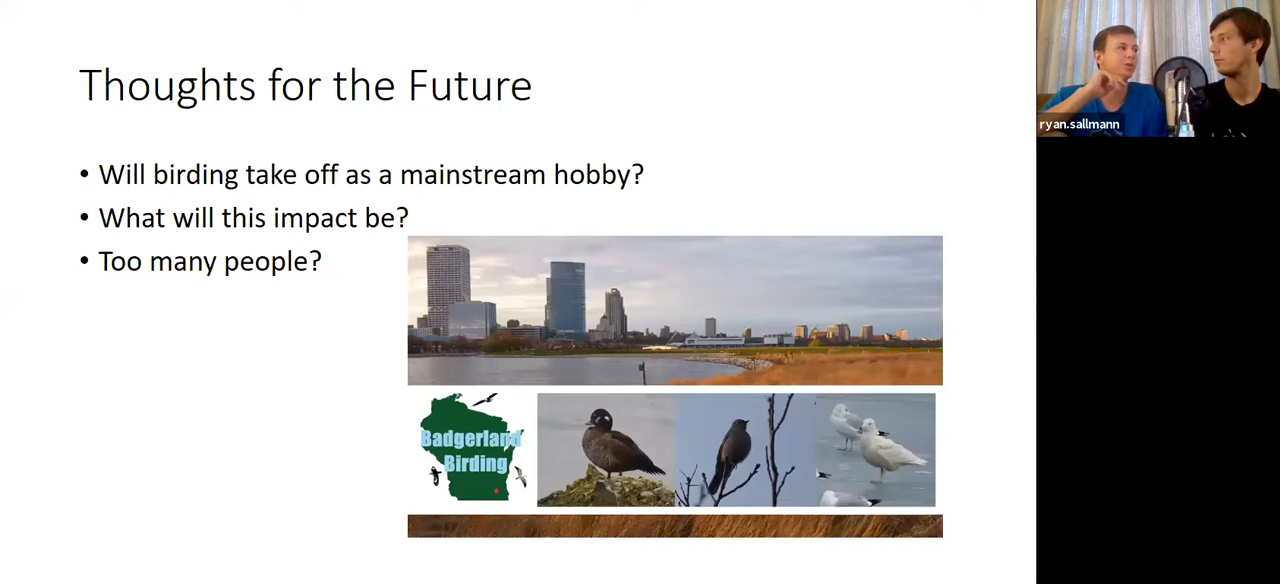 Thoughts for the Future
• Will birding take off as a mainstream hobby?
• What will this impact be?
• Too many people?
Badgerland
Birding
ryan.sallmann